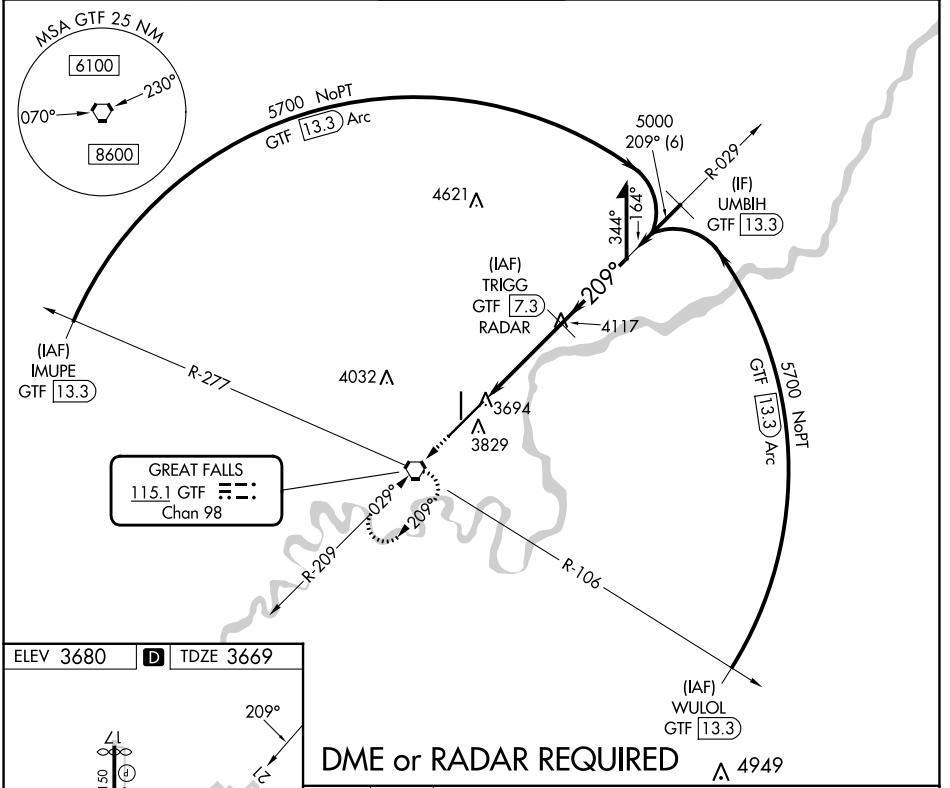 MSA GTF 25 NM
6100
070°
230°
8600
5700 NoPT
GTF 13.3 Arc
5000
209° (6)
R-029
(IF)
UMBIH
GTF 13.3
4621
344°
164°
209°
(IAF)
TRIGG
GTF 7.3
RADAR
4117
(IAF)
IMUPE
GTF 13.3
R-277
4032
3694
3829
5700 NoPT
GTF 13.3 Arc
GREAT FALLS
115.1 GTF
Chan 98
029°
209°
R-209
R-106
(IAF)
WULOL
GTF 13.3
ELEV 3680 D TDZE 3669
209°
17
21
150
P
DME or RADAR REQUIRED
4949